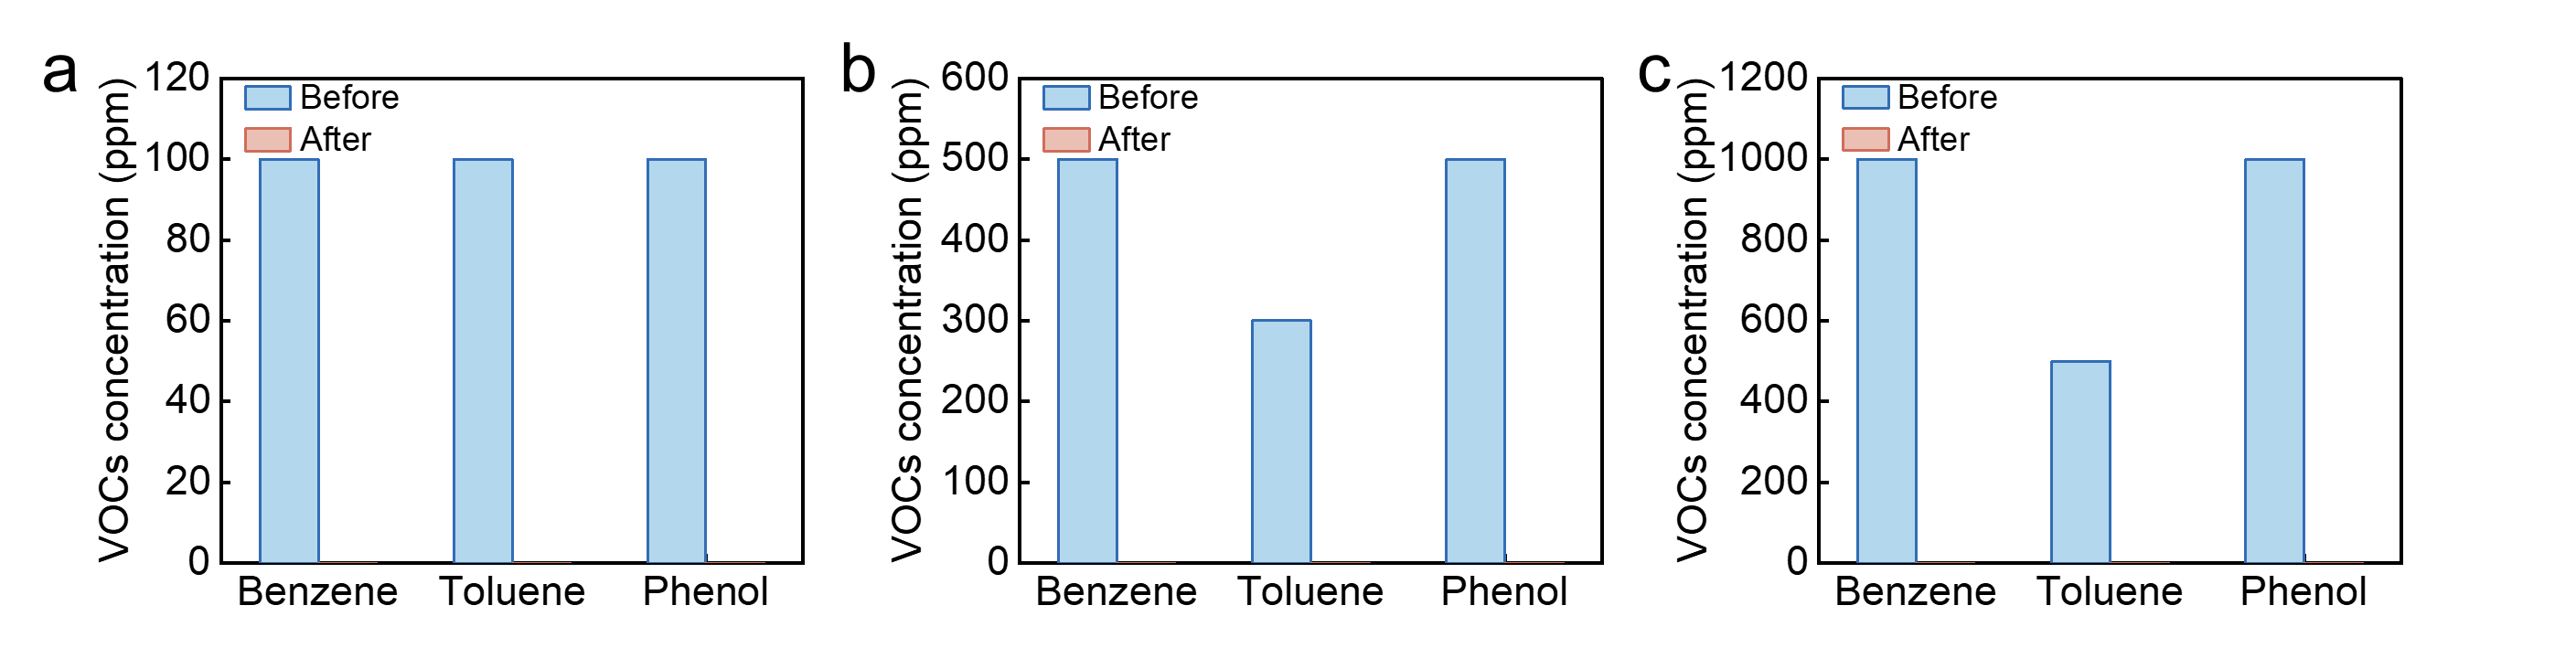 a
VOCs concentration (ppm)
120
100
80
60
40
20
0
Before
After
Benzene Toluene Phenol
b
VOCs concentration (ppm)
600
500
400
300
200
100
0
Before
After
Benzene Toluene Phenol
c
VOCs concentration (ppm)
1200
1000
800
600
400
200
0
Before
After
Benzene Toluene Phenol